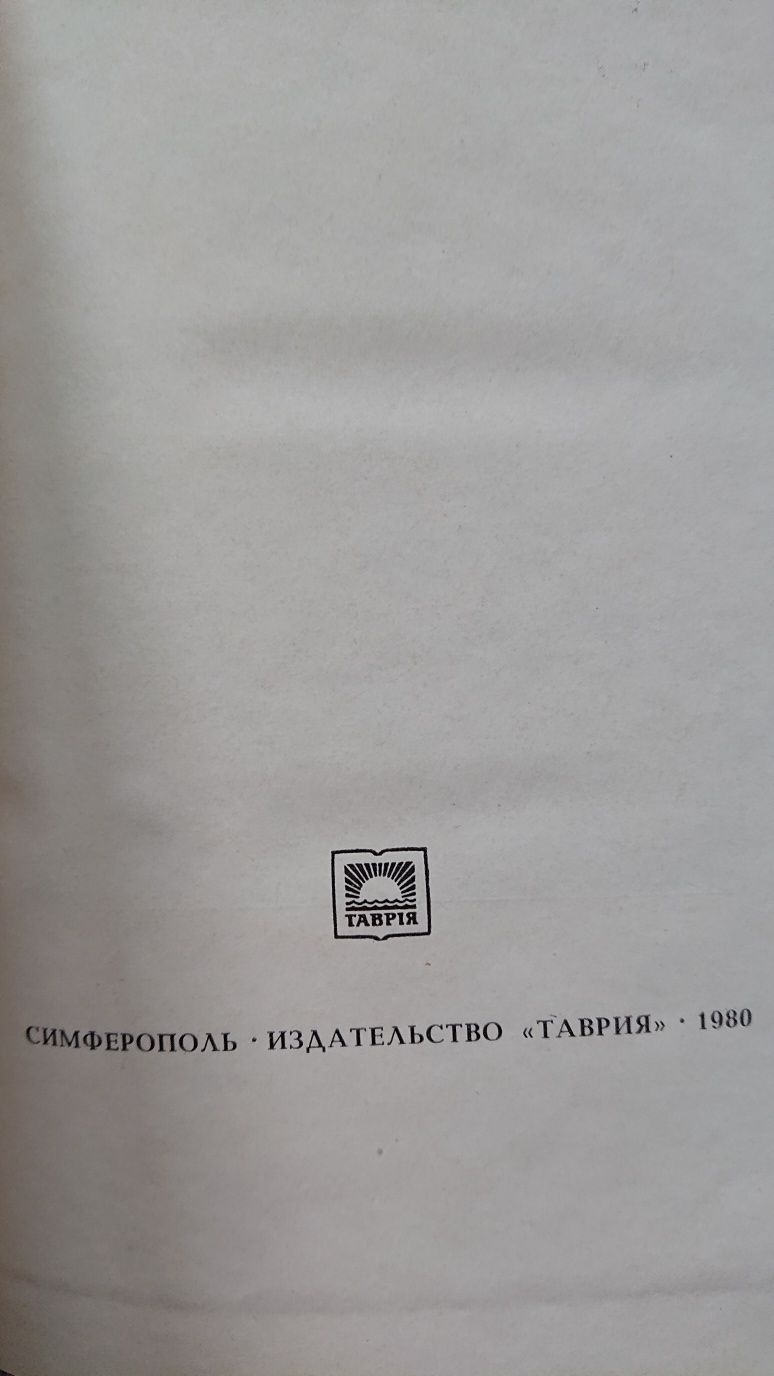 ТАВРІЯ
СИМФЕРОПОЛЬ · ИЗДАТЕЛЬСТВО «ТАВРИЯ» · 1980